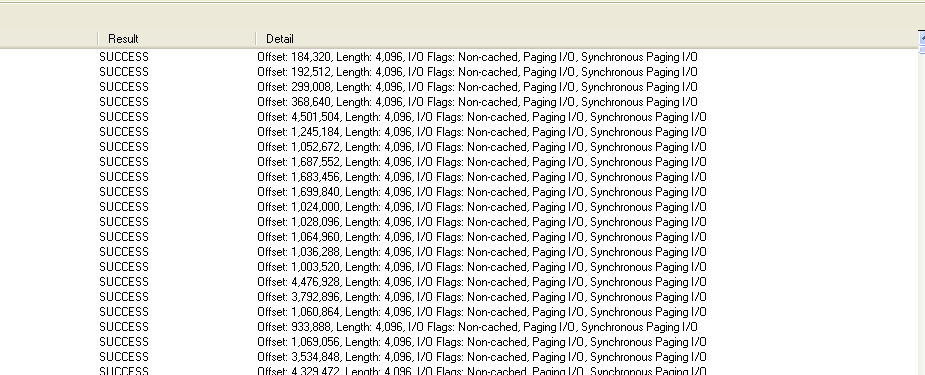 Result Detail
SUCCESS Offset: 184,320, Length: 4,096, I/O Flags: Non-cached, Paging I/O, Synchronous Paging I/O
SUCCESS Offset: 192,512, Length: 4,096, I/O Flags: Non-cached, Paging I/O, Synchronous Paging I/O
SUCCESS Offset: 299,008, Length: 4,096, I/O Flags: Non-cached, Paging I/O, Synchronous Paging I/O
SUCCESS Offset: 368,640, Length: 4,096, I/O Flags: Non-cached, Paging I/O, Synchronous Paging I/O
SUCCESS Offset: 4,501,504, Length: 4,096, I/O Flags: Non-cached, Paging I/O, Synchronous Paging I/O
SUCCESS Offset: 1,245,184, Length: 4,096, I/O Flags: Non-cached, Paging I/O, Synchronous Paging I/O
SUCCESS Offset: 1,052,672, Length: 4,096, I/O Flags: Non-cached, Paging I/O, Synchronous Paging I/O
SUCCESS Offset: 1,687,552, Length: 4,096, I/O Flags: Non-cached, Paging I/O, Synchronous Paging I/O
SUCCESS Offset: 1,683,456, Length: 4,096, I/O Flags: Non-cached, Paging I/O, Synchronous Paging I/O
SUCCESS Offset: 1,699,840, Length: 4,096, I/O Flags: Non-cached, Paging I/O, Synchronous Paging I/O
SUCCESS Offset: 1,024,000, Length: 4,096, I/O Flags: Non-cached, Paging I/O, Synchronous Paging I/O
SUCCESS Offset: 1,028,096, Length: 4,096, I/O Flags: Non-cached, Paging I/O, Synchronous Paging I/O
SUCCESS Offset: 1,064,960, Length: 4,096, I/O Flags: Non-cached, Paging I/O, Synchronous Paging I/O
SUCCESS Offset: 1,036,288, Length: 4,096, I/O Flags: Non-cached, Paging I/O, Synchronous Paging I/O
SUCCESS Offset: 1,003,520, Length: 4,096, I/O Flags: Non-cached, Paging I/O, Synchronous Paging I/O
SUCCESS Offset: 4,476,928, Length: 4,096, I/O Flags: Non-cached, Paging I/O, Synchronous Paging I/O
SUCCESS Offset: 3,792,896, Length: 4,096, I/O Flags: Non-cached, Paging I/O, Synchronous Paging I/O
SUCCESS Offset: 1,060,864, Length: 4,096, I/O Flags: Non-cached, Paging I/O, Synchronous Paging I/O
SUCCESS Offset: 933,888, Length: 4,096, I/O Flags: Non-cached, Paging I/O, Synchronous Paging I/O
SUCCESS Offset: 1,069,056, Length: 4,096, I/O Flags: Non-cached, Paging I/O, Synchronous Paging I/O
SUCCESS Offset: 3,534,848, Length: 4,096, I/O Flags: Non-cached, Paging I/O, Synchronous Paging I/O
SUCCESS Offset: 4,329,472, Length: 4,096, I/O Flags: Non-cached, Paging I/O, Synchronous Paging I/O